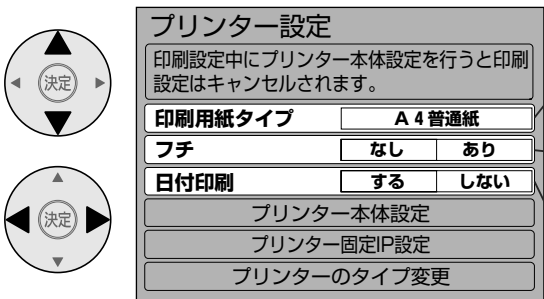 プリンター設定
印刷設定中にプリンター本体設定を行うと印刷
設定はキャンセルされます。
決定
印刷用紙タイプ A4普通紙
フチ なし あり
日付印刷 する しない
決定
プリンター本体設定
プリンター固定IP設定
プリンターのタイプ変更